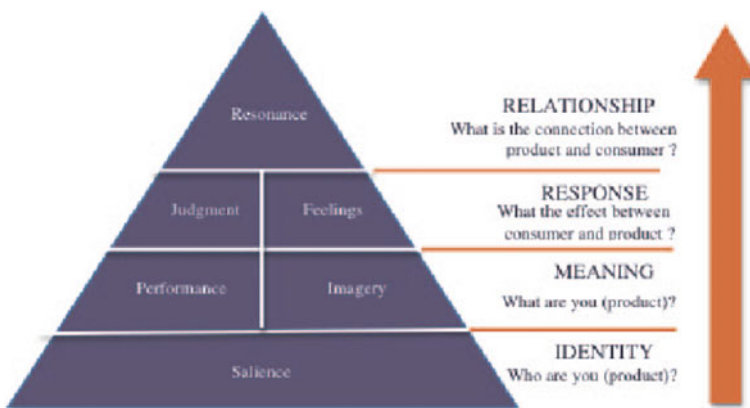 Resonance
RELATIONSHIP
What is the connection between
product and consumer ?
Judgment
Feelings
RESPONSE
What the effect between
consumer and product ?
Performance
Imagery
MEANING
What are you (product)?
Salience
IDENTITY
Who are you (product)?